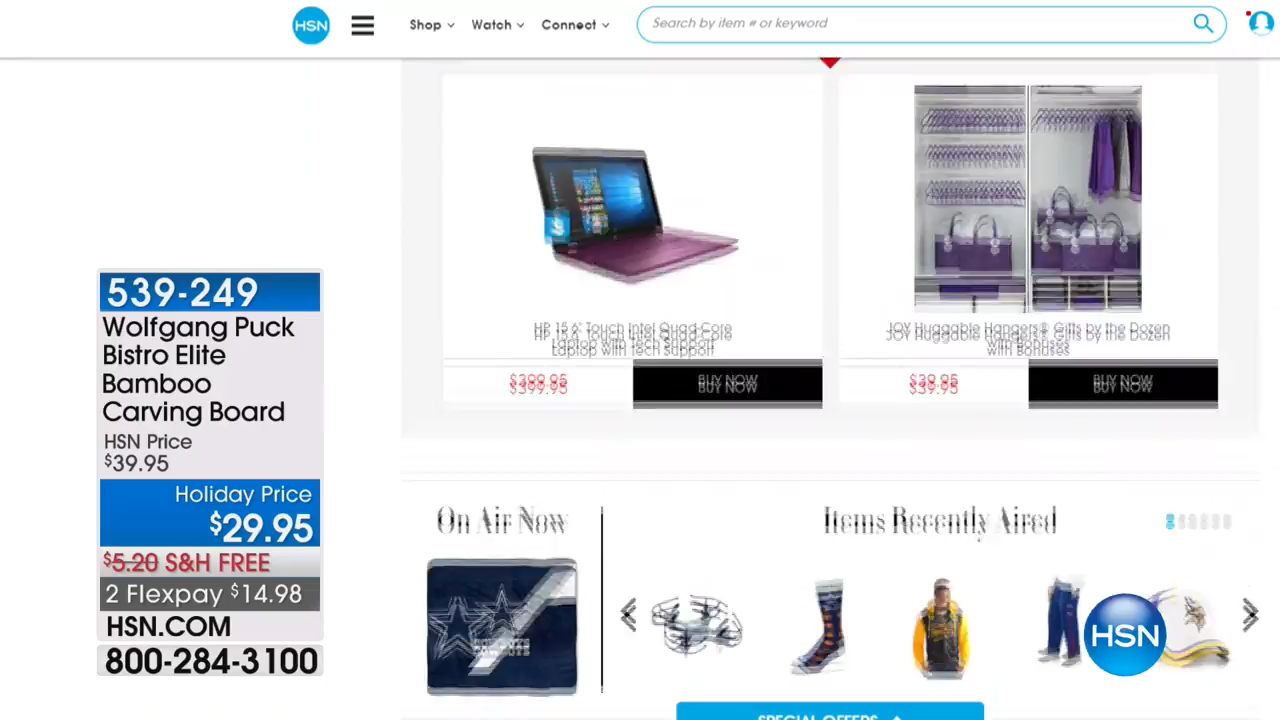 HSN
Shop
Watch
Connect
Search by item # or keyword
539-249
Wolfgang Puck
Bistro Elite
Bamboo
Carving Board
HSN Price
$39.95
Holiday Price
$29.95
$5.20 S&H FREE
2 Flexpay $14.98
HSN.COM
800-284-3100
HP 15.6" Touch Intel Quad-Core
Laptop with Tech Support
$399.95
BUY NOW
JOY Huggable Hangers® Gifts by the Dozen
with Bonuses
$39.95
BUY NOW
On Air Now
Items Recently Aired
HSN
SPECIAL OFFERS